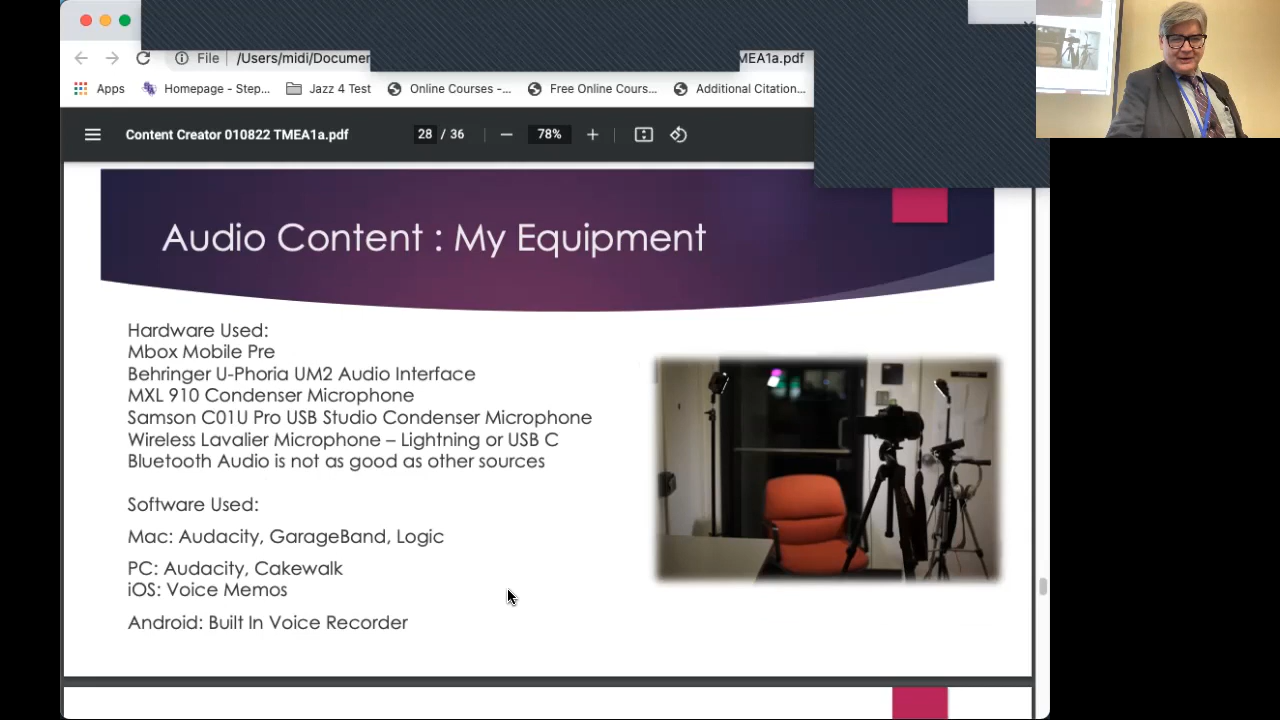 File
/Users/midi/Documen
MEA1a.pdf
Apps
Homepage - Step...
Jazz 4 Test
Online Courses -...
Free Online Cours...
Additional Citation...
Content Creator 010822 TMEA1a.pdf
28 / 36
78%
Audio Content : My Equipment
Hardware Used:
Mbox Mobile Pre
Behringer U-Phoria UM2 Audio Interface
MXL 910 Condenser Microphone
Samson C01U Pro USB Studio Condenser Microphone
Wireless Lavalier Microphone – Lightning or USB C
Bluetooth Audio is not as good as other sources
Software Used:
Mac: Audacity, GarageBand, Logic
PC: Audacity, Cakewalk
iOS: Voice Memos
Android: Built In Voice Recorder